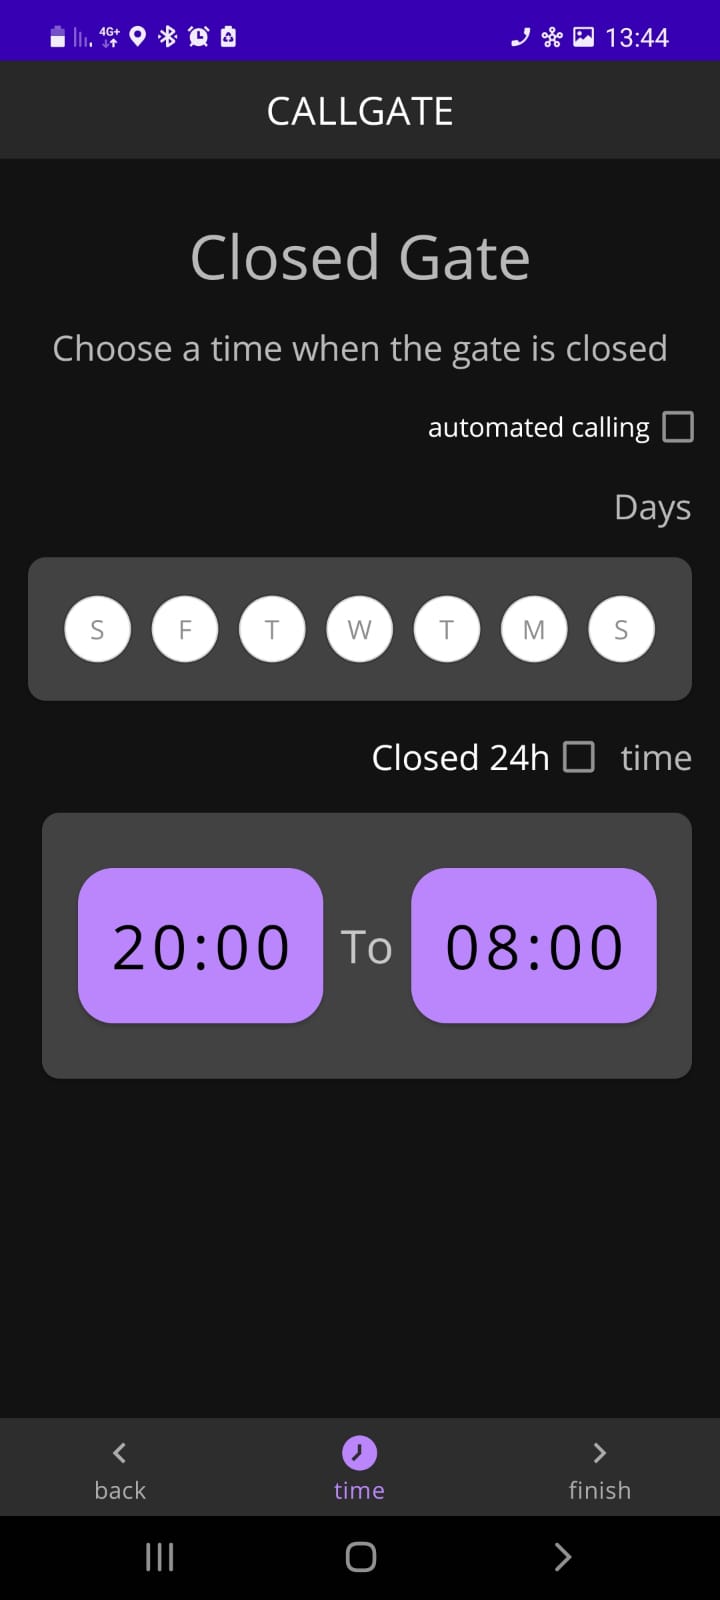 4G+ 13:44
CALLGATE
Closed Gate
Choose a time when the gate is closed
automated calling
Days
S F T W T M S
Closed 24h time
20:00 To 08:00
back time finish